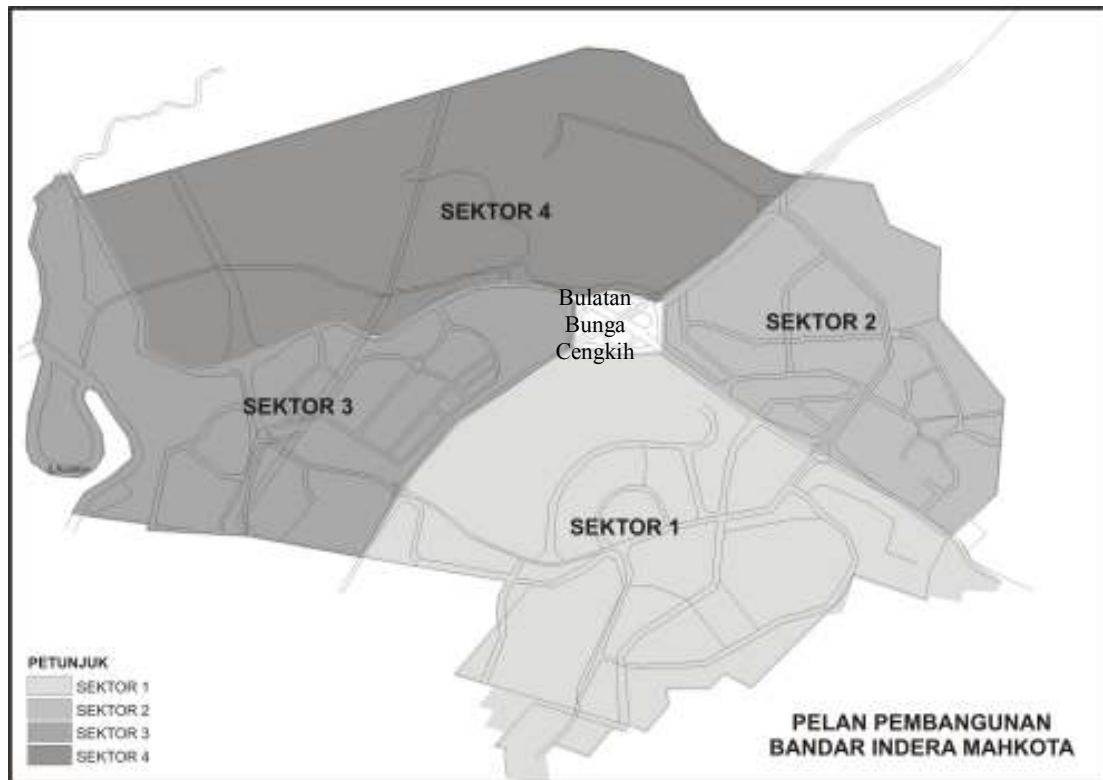 SEKTOR 4
Bulatan
Bunga
Cengkih
SEKTOR 2
SEKTOR 3
SEKTOR 1
PETUNJUK
SEKTOR 1
SEKTOR 2
SEKTOR 3
SEKTOR 4
PELAN PEMBANGUNAN
BANDAR INDERA MAHKOTA